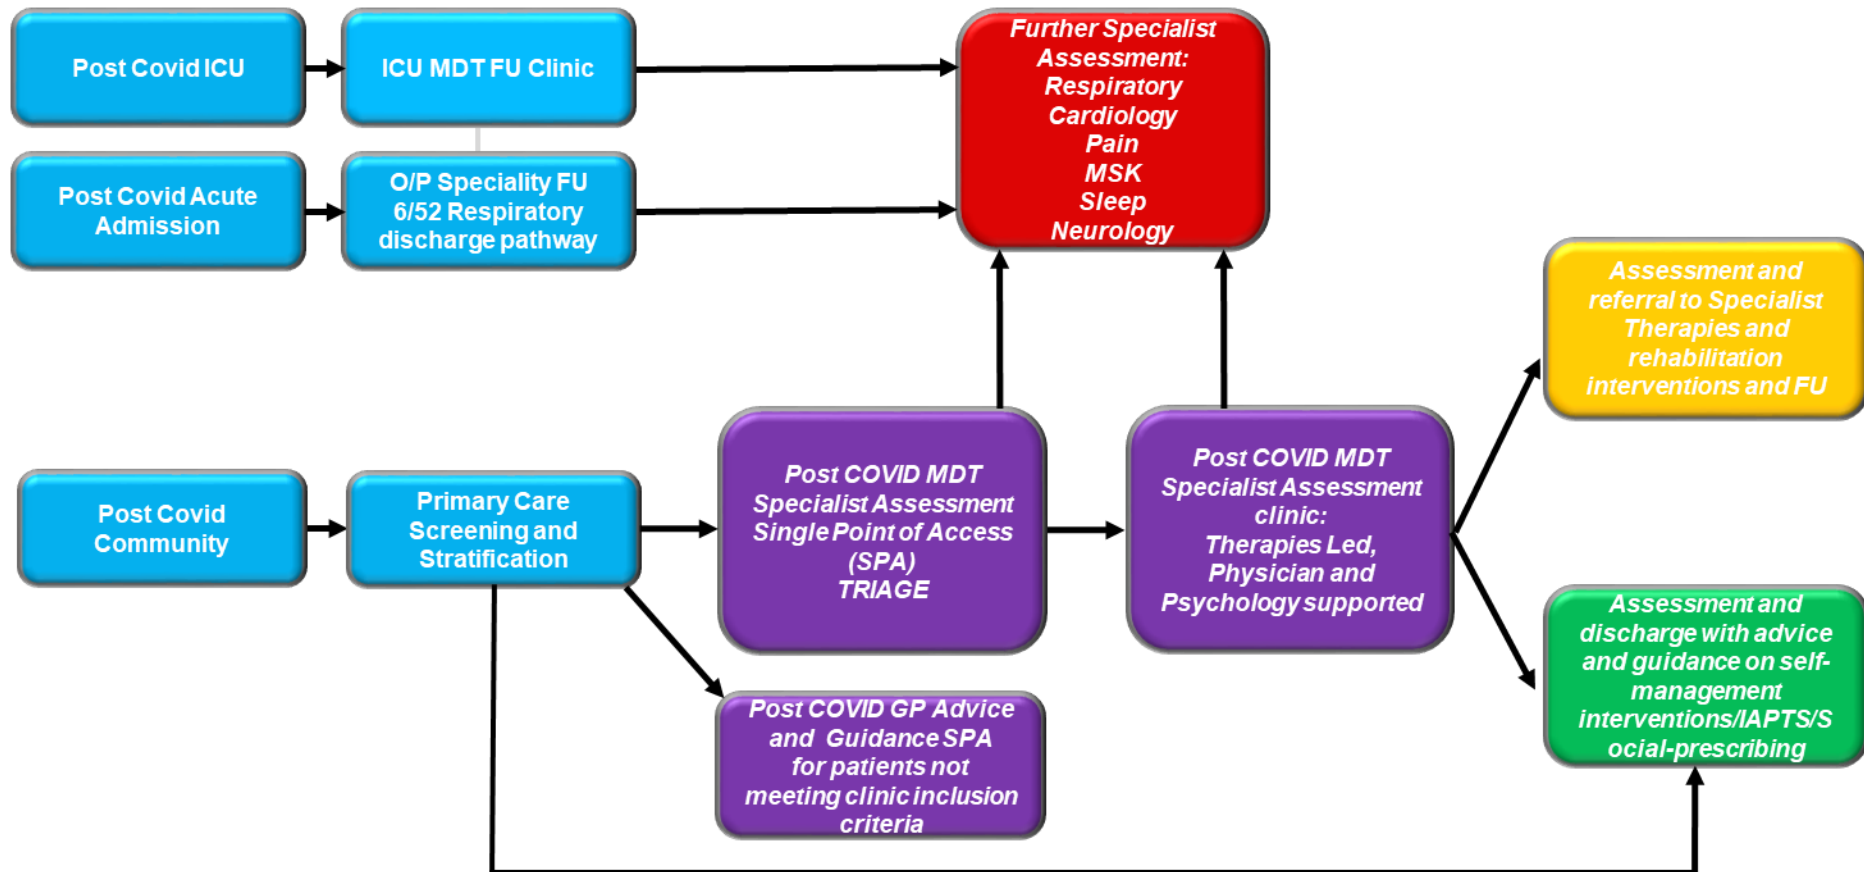 Post Covid ICU
ICU MDT FU Clinic
Further Specialist
Assessment:
Respiratory
Cardiology
Pain
MSK
Sleep
Neurology
Post Covid Acute
Admission
O/P Speciality FU
6/52 Respiratory
discharge pathway
Assessment and
referral to Specialist
Therapies and
rehabilitation
interventions and FU
Post Covid
Community
Primary Care
Screening and
Stratification
Post COVID MDT
Specialist Assessment
Single Point of Access
(SPA)
TRIAGE
Post COVID MDT
Specialist Assessment
clinic:
Therapies Led,
Physician and
Psychology supported
Assessment and
discharge with advice
and guidance on self-
management
interventions/IAPTS/S
ocial-prescribing
Post COVID GP Advice
and Guidance SPA
for patients not
meeting clinic inclusion
criteria